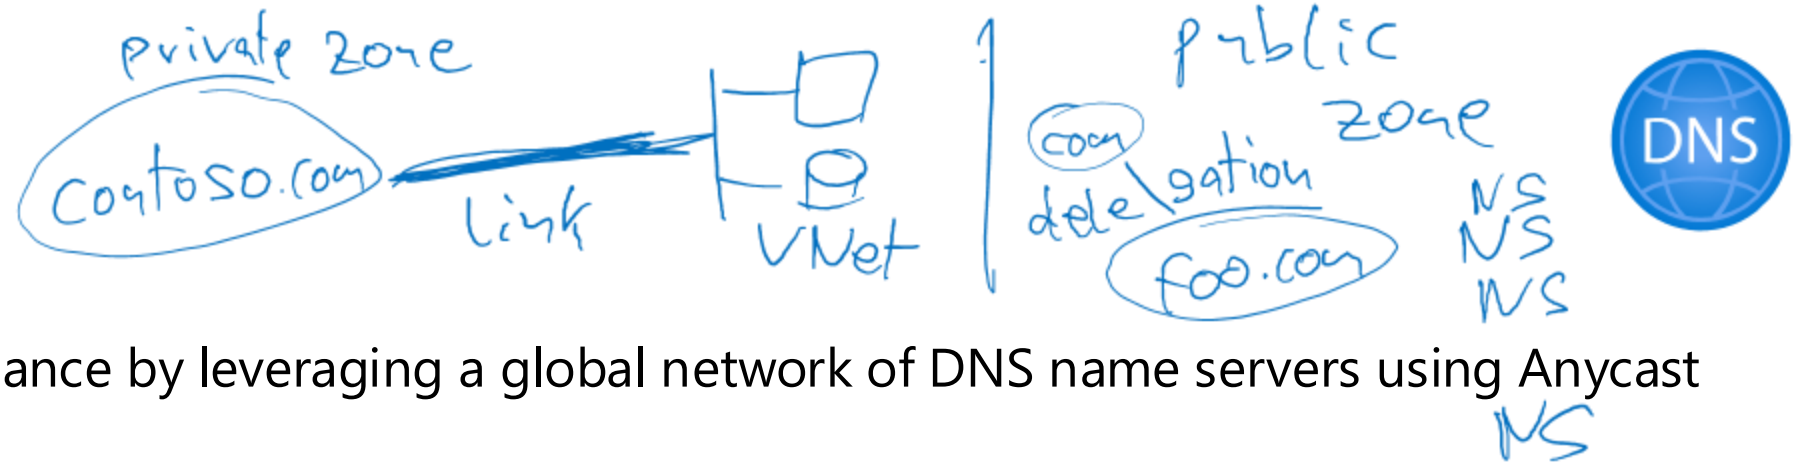 private zone
contoso.com
link
VNet
public
zone
com
delegation
foo.com
NS
NS
NS
DNS
ance by leveraging a global network of DNS name servers using Anycast
NS